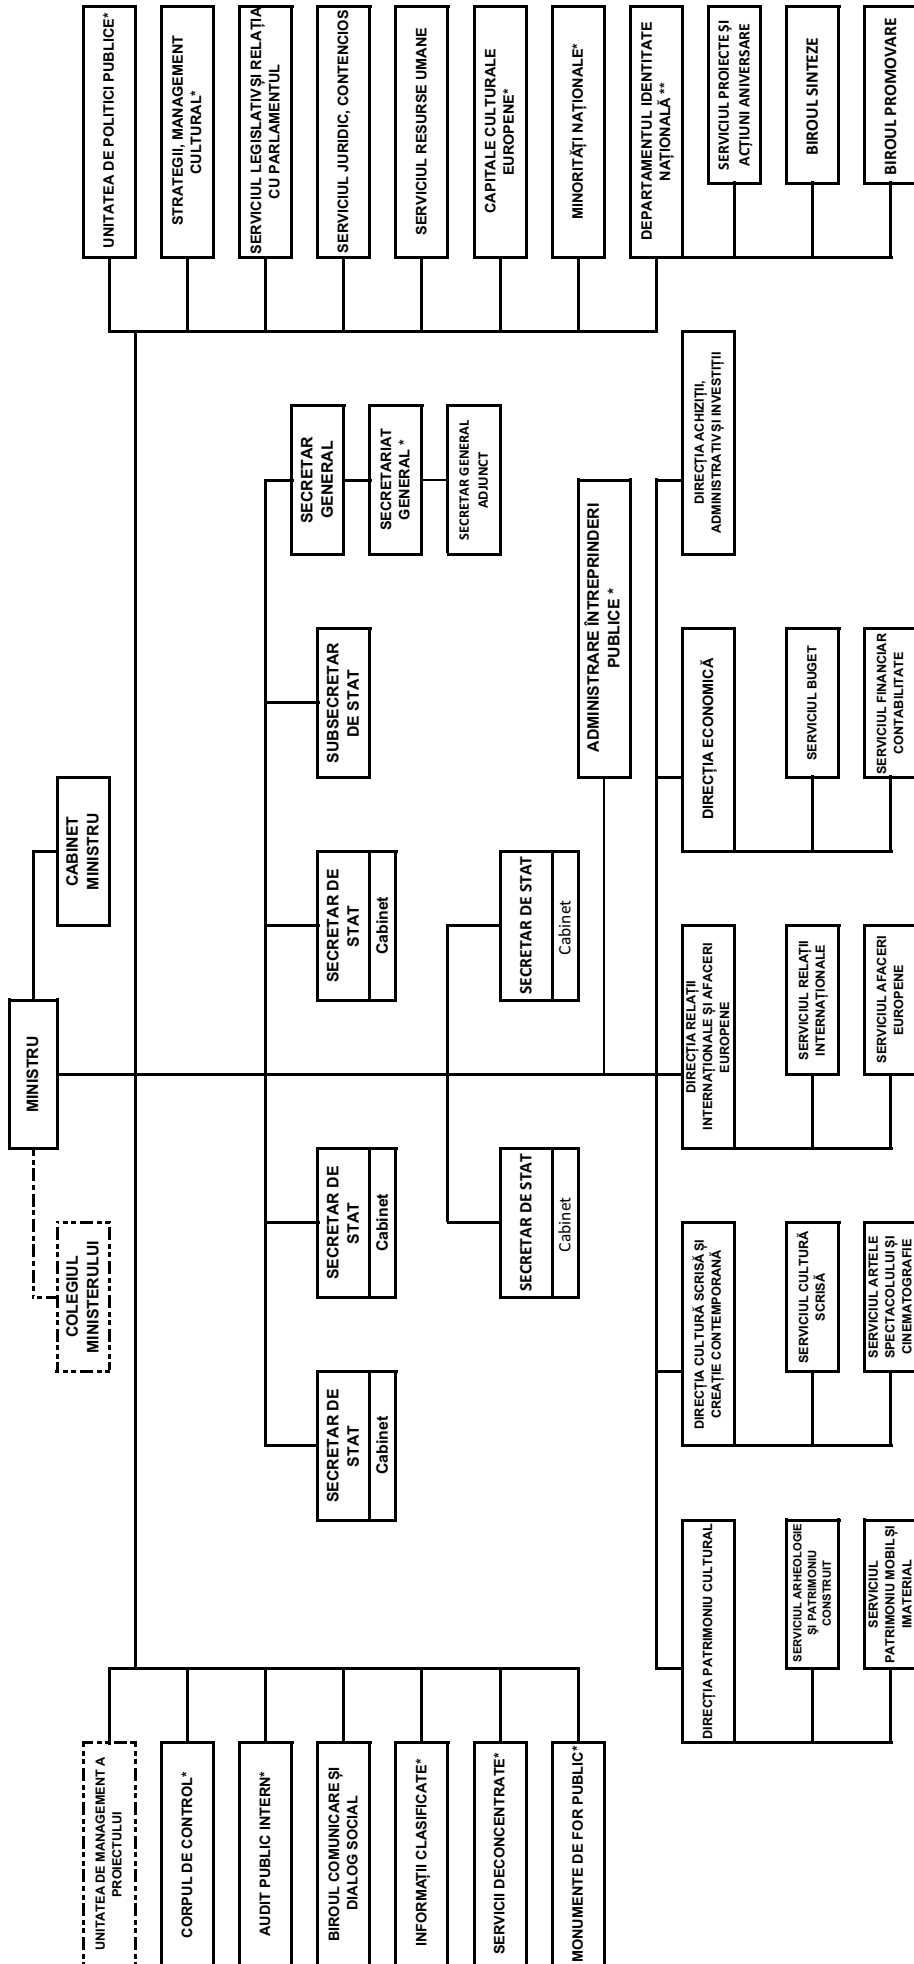 MINISTRU
COLEGIUL
MINISTERULUI
CABINET
MINISTRU
UNITATEA DE MANAGEMENT A
PROIECTULUI
CORPUL DE CONTROL*
AUDIT PUBLIC INTERN*
BIROUL COMUNICARE ȘI
DIALOG SOCIAL
INFORMAȚII CLASIFICATE*
SERVICII DECONCENTRATE*
MONUMENTE DE FOR PUBLIC*
UNITATEA DE POLITICI PUBLICE*
STRATEGII, MANAGEMENT
CULTURAL*
SERVICIUL LEGISLATIV ȘI RELAȚIA
CU PARLAMENTUL
SERVICIUL JURIDIC, CONTENCIOS
SERVICIUL RESURSE UMANE
CAPITALE CULTURALE
EUROPENE*
MINORITĂȚI NAȚIONALE*
DEPARTAMENTUL IDENTITATE
NAȚIONALĂ **
SERVICIUL PROIECTE ȘI
ACȚIUNI ANIVERSARE
BIROUL SINTEZE
BIROUL PROMOVARE
SECRETAR DE
STAT
Cabinet
SECRETAR DE
STAT
Cabinet
SECRETAR DE
STAT
Cabinet
SUBSECRETAR
DE STAT
SECRETAR
GENERAL
SECRETARIAT
GENERAL *
SECRETAR GENERAL
ADJUNCT
SECRETAR DE STAT
Cabinet
SECRETAR DE STAT
Cabinet
ADMINISTRARE ÎNTREPRINDERI
PUBLICE *
DIRECȚIA PATRIMONIU CULTURAL
SERVICIUL ARHEOLOGIE
ȘI PATRIMONIU
CONSTRUIT
SERVICIUL
PATRIMONIU MOBIL ȘI
IMATERIAL
DIRECȚIA CULTURĂ SCRISĂ ȘI
CREAȚIE CONTEMPORANĂ
SERVICIUL CULTURĂ
SCRISĂ
SERVICIUL ARTELE
SPECTACOLULUI ȘI
CINEMATOGRAFIE
DIRECȚIA RELAȚII
INTERNAȚIONALE ȘI AFACERI
EUROPENE
SERVICIUL RELAȚII
INTERNAȚIONALE
SERVICIUL AFACERI
EUROPENE
DIRECȚIA ECONOMICĂ
SERVICIUL BUGET
SERVICIUL FINANCIAR
CONTABILITATE
DIRECȚIA ACHIZIȚII,
ADMINISTRATIV ȘI INVESTIȚII